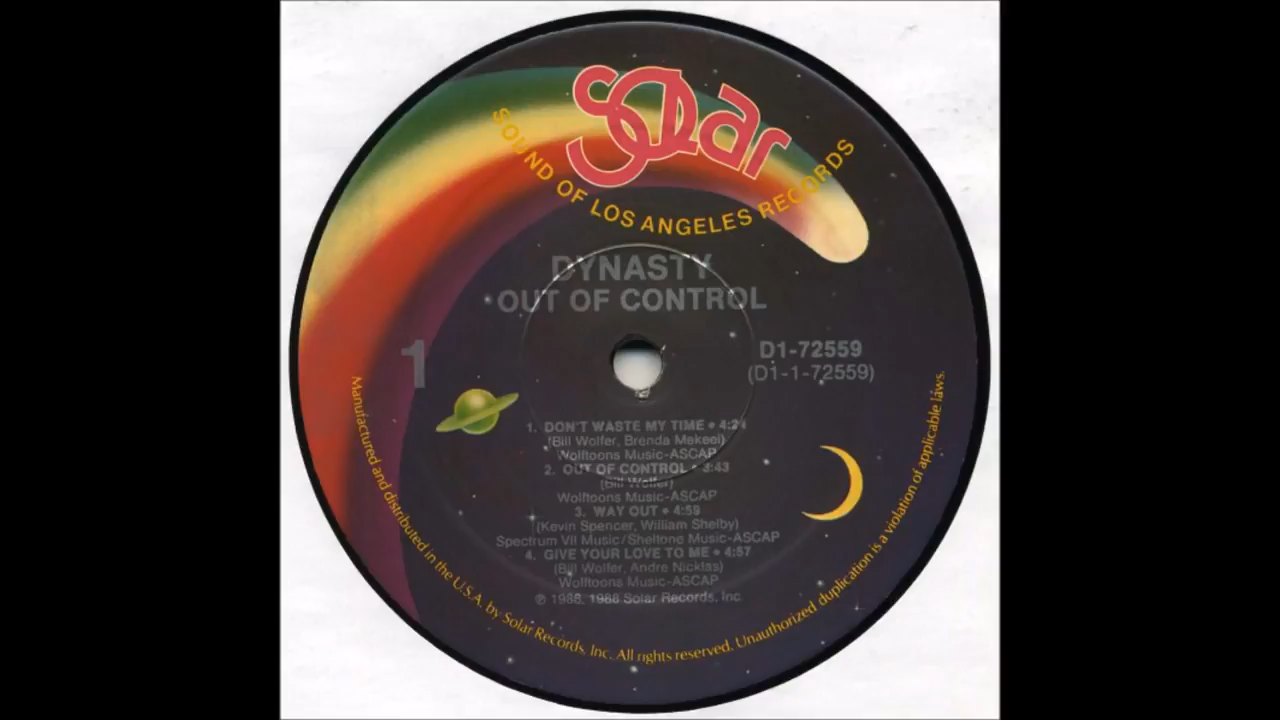 Solar
SOUND OF LOS ANGELES RECORDS
DYNASTY
OUT OF CONTROL
1
D1-72559
(D1-1-72559)
1. DON'T WASTE MY TIME • 4:24
(Bill Wolfer, Brenda Mekeel)
Wolftoons Music-ASCAP
2. OUT OF CONTROL • 3:43
(Bill Wolfer)
Wolftoons Music-ASCAP
3. WAY OUT • 4:59
(Kevin Spencer, William Shelby)
Spectrum VII Music/Sheltone Music-ASCAP
4. GIVE YOUR LOVE TO ME • 4:57
(Bill Wolfer, Andre Nicklas)
Wolftoons Music-ASCAP
℗ 1988, 1988 Solar Records, Inc.
Manufactured and distributed in the U.S.A. by Solar Records, Inc. All rights reserved. Unauthorized duplication is a violation of applicable laws.